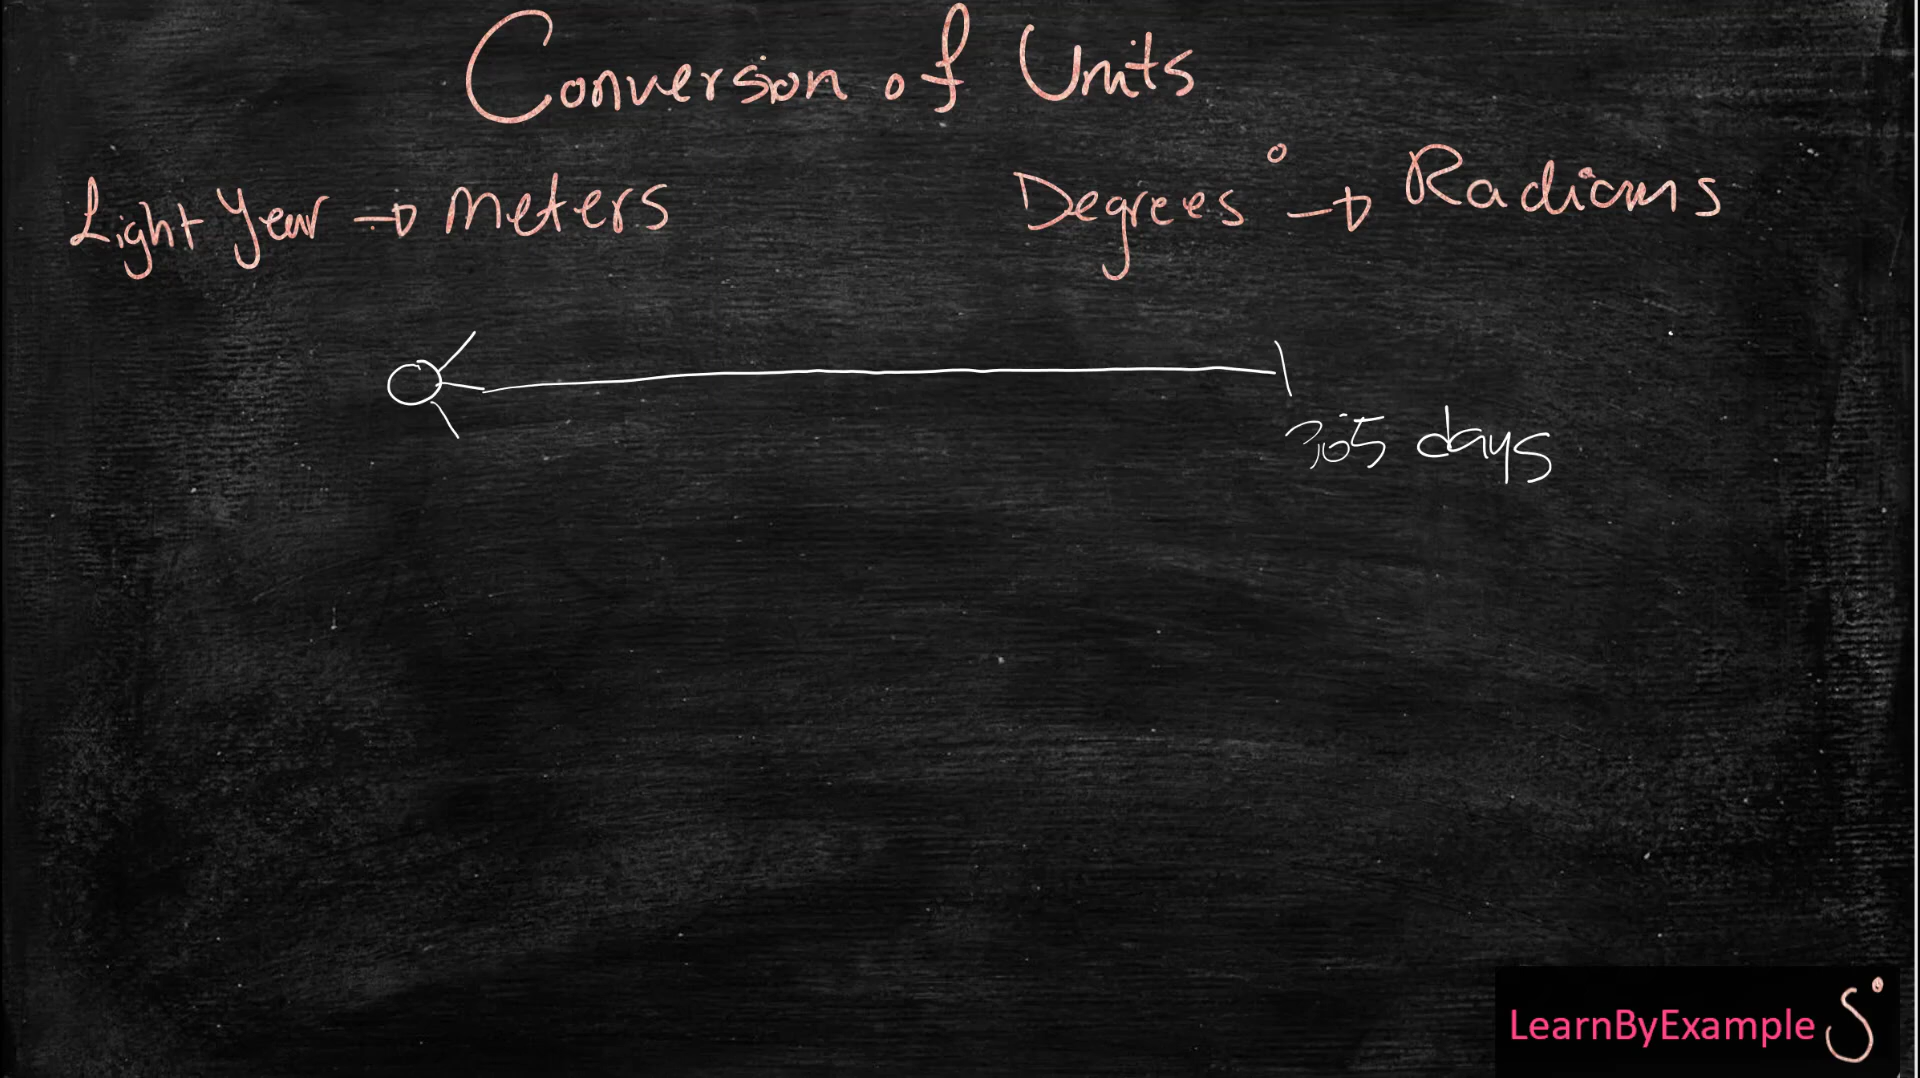 Conversion of Units
Light Year → meters
Degrees ° → Radians
365 days
LearnByExample S